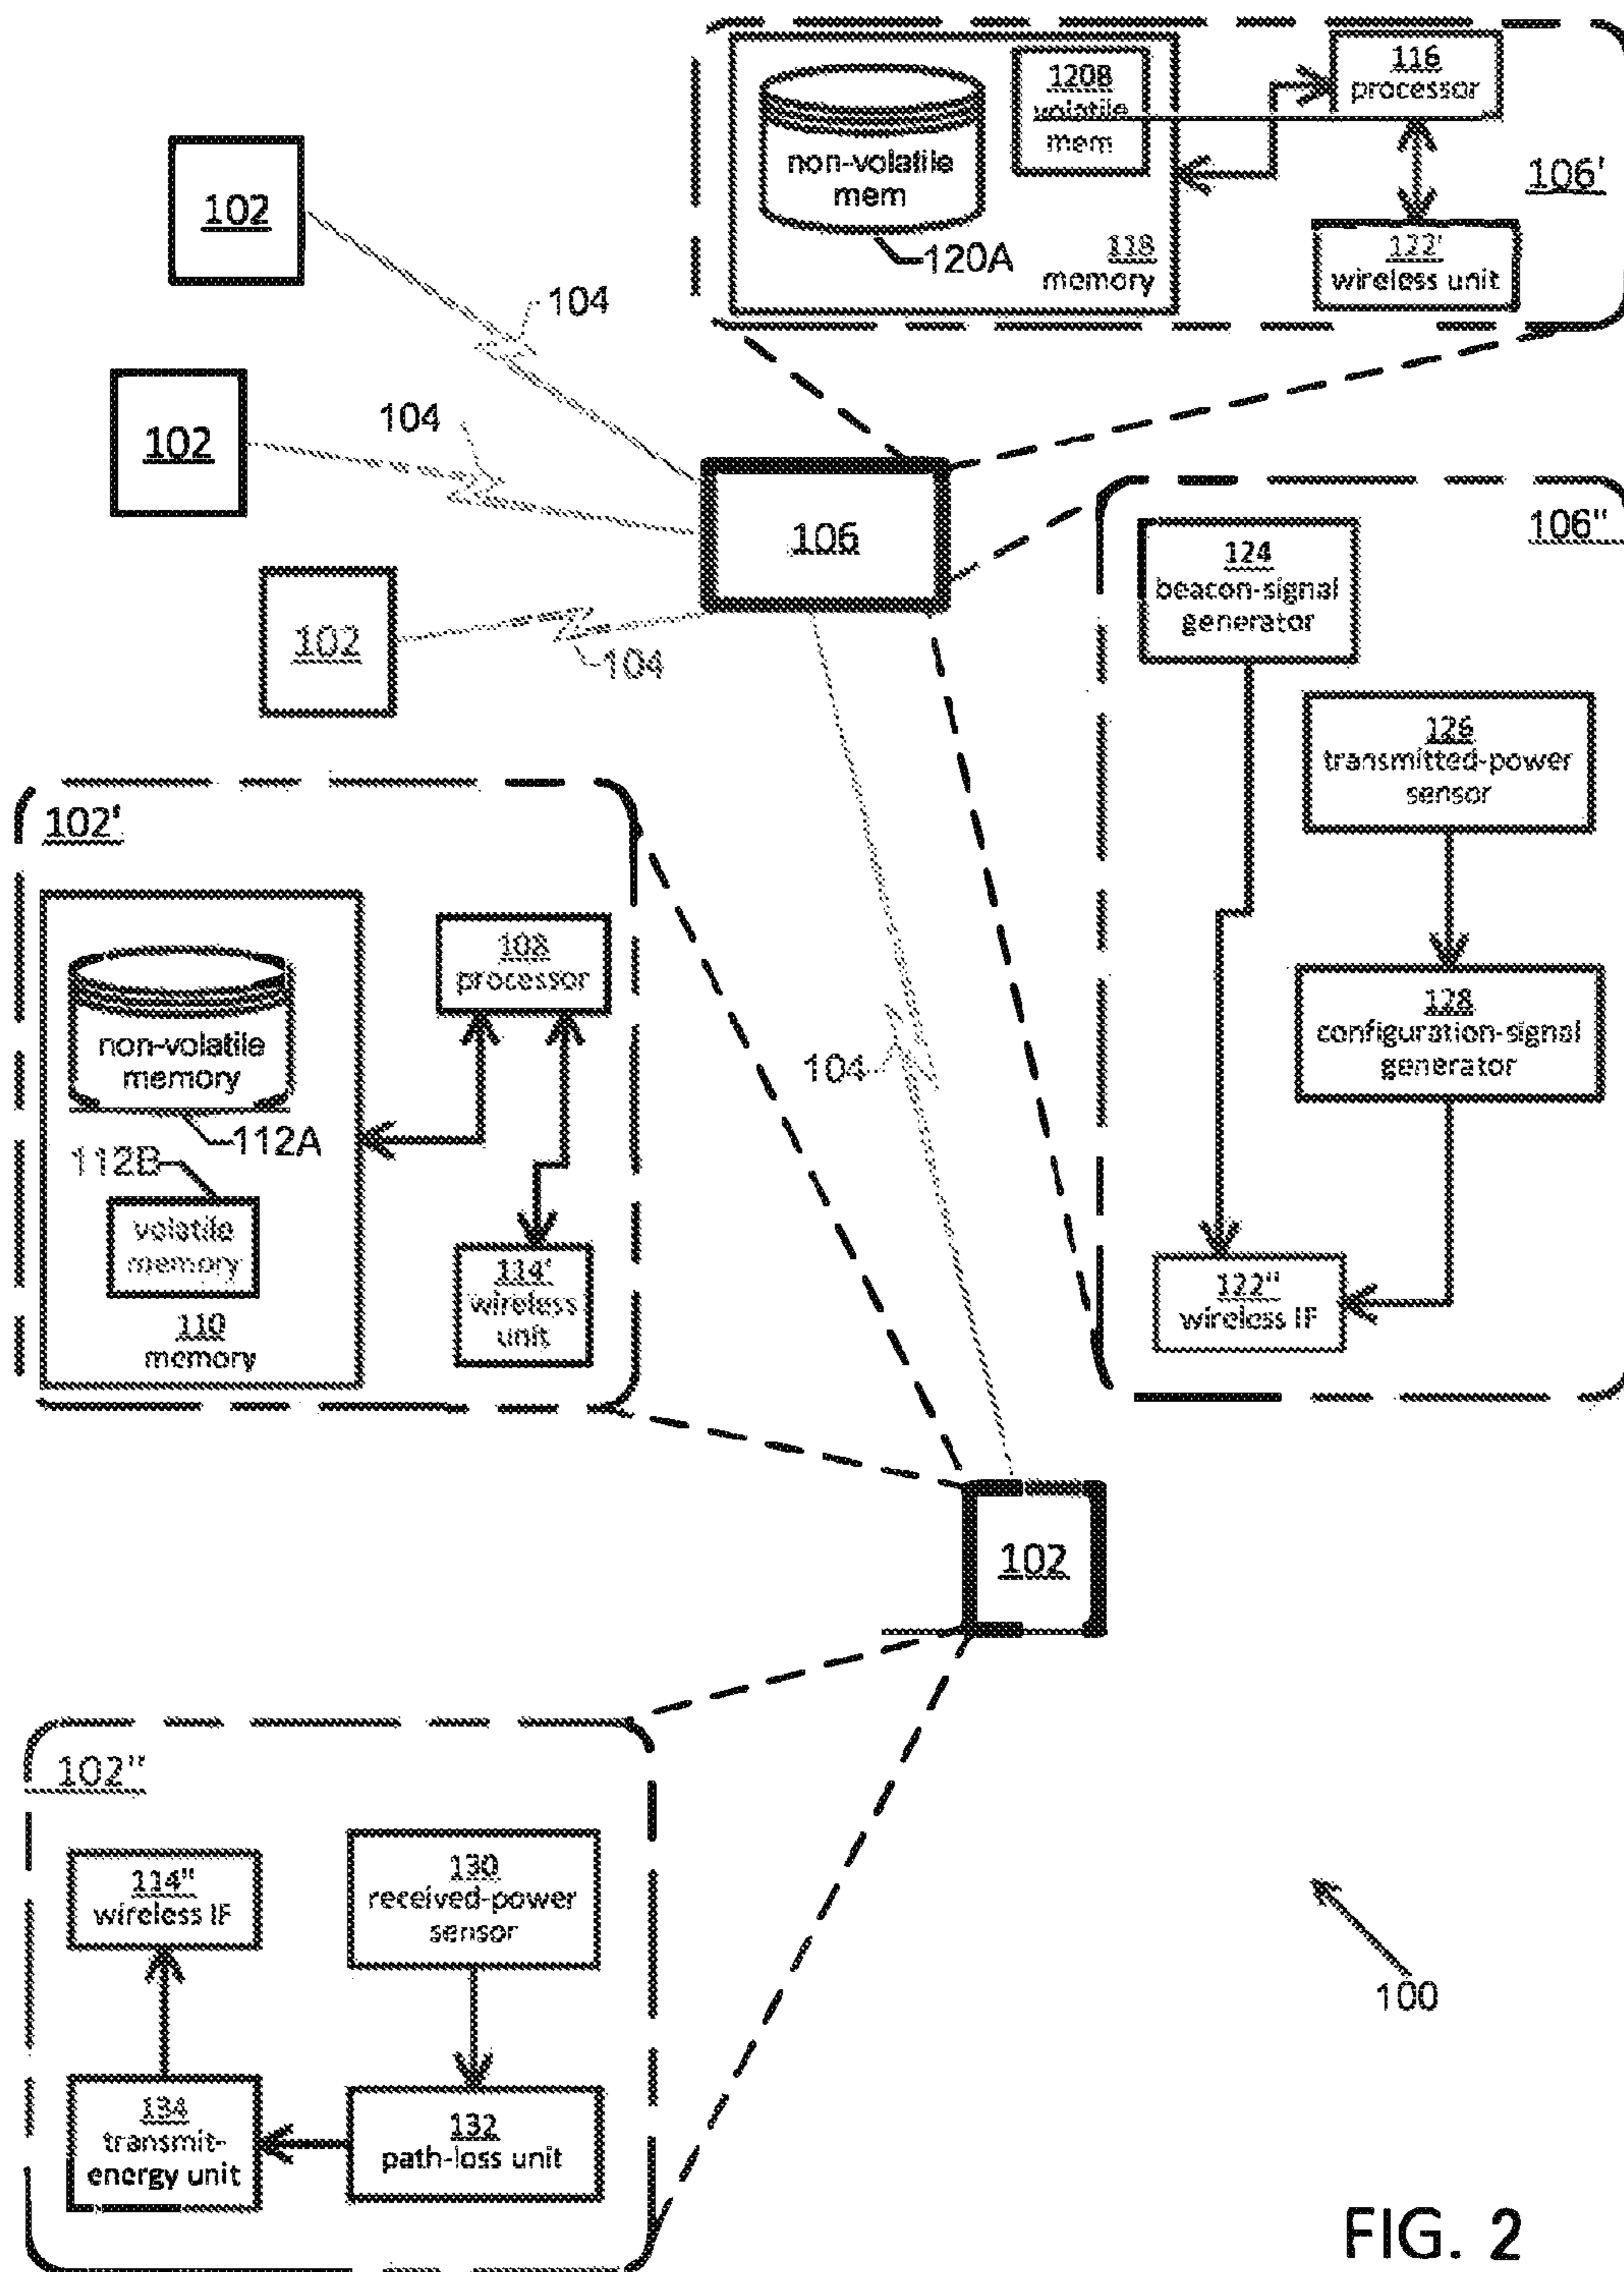 120B
volatile
mem
non-volatile
mem
120A
118
memory
116
processor
106'
122'
wireless unit
102
104
102
104
106
102
104
106"
124
beacon-signal
generator
126
transmitted-power
sensor
128
configuration-signal
generator
122"
wireless IF
102'
108
processor
non-volatile
memory
112A
112B
volatile
memory
110
memory
114'
wireless
unit
104
102
102"
114"
wireless IF
130
received-power
sensor
134
transmit-
energy unit
132
path-loss unit
100
FIG. 2